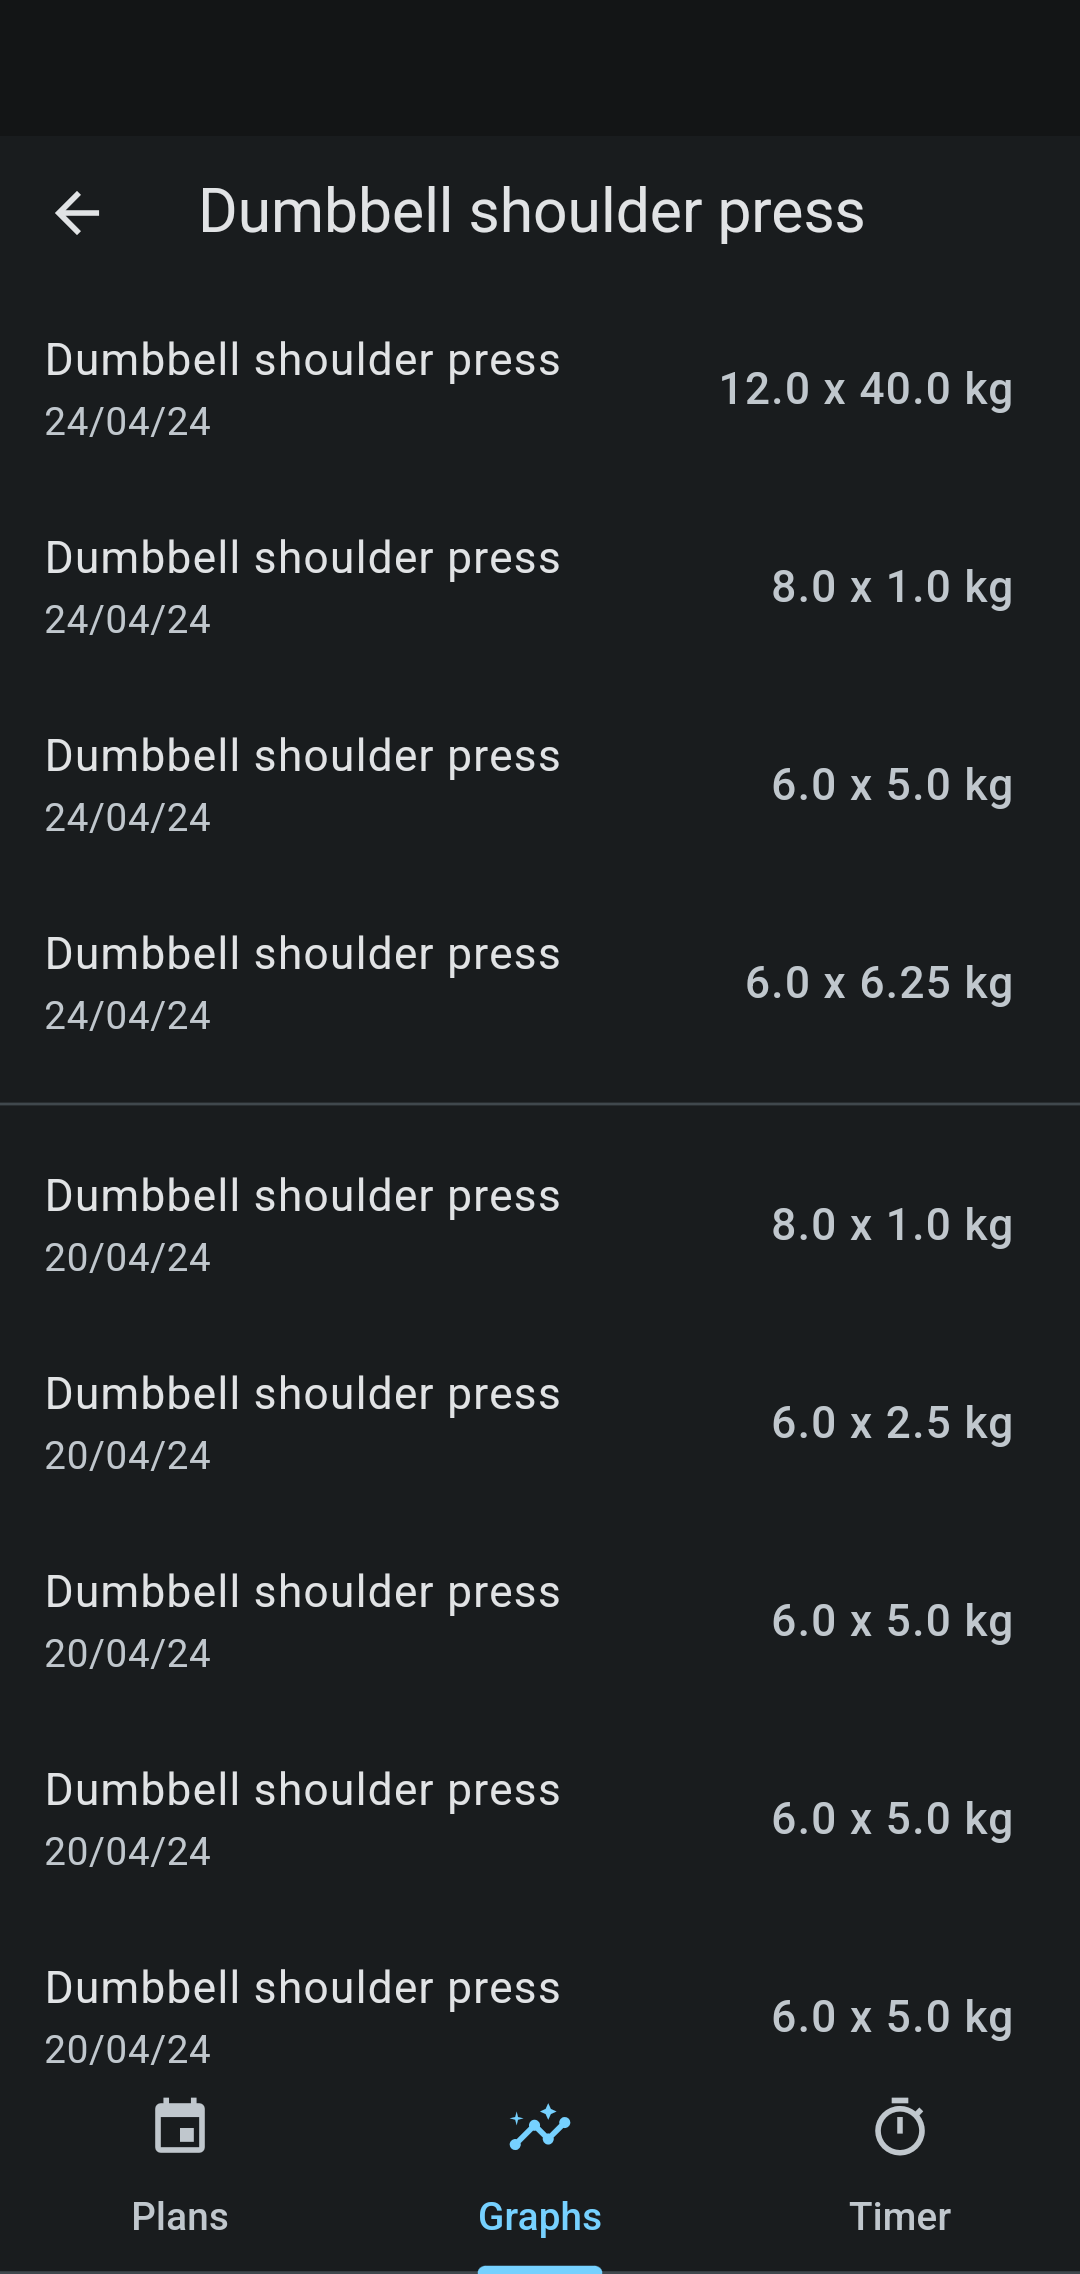 Dumbbell shoulder press
Dumbbell shoulder press
24/04/24
12.0 x 40.0 kg
Dumbbell shoulder press
24/04/24
8.0 x 1.0 kg
Dumbbell shoulder press
24/04/24
6.0 x 5.0 kg
Dumbbell shoulder press
24/04/24
6.0 x 6.25 kg
Dumbbell shoulder press
20/04/24
8.0 x 1.0 kg
Dumbbell shoulder press
20/04/24
6.0 x 2.5 kg
Dumbbell shoulder press
20/04/24
6.0 x 5.0 kg
Dumbbell shoulder press
20/04/24
6.0 x 5.0 kg
Dumbbell shoulder press
20/04/24
6.0 x 5.0 kg
Plans
Graphs
Timer